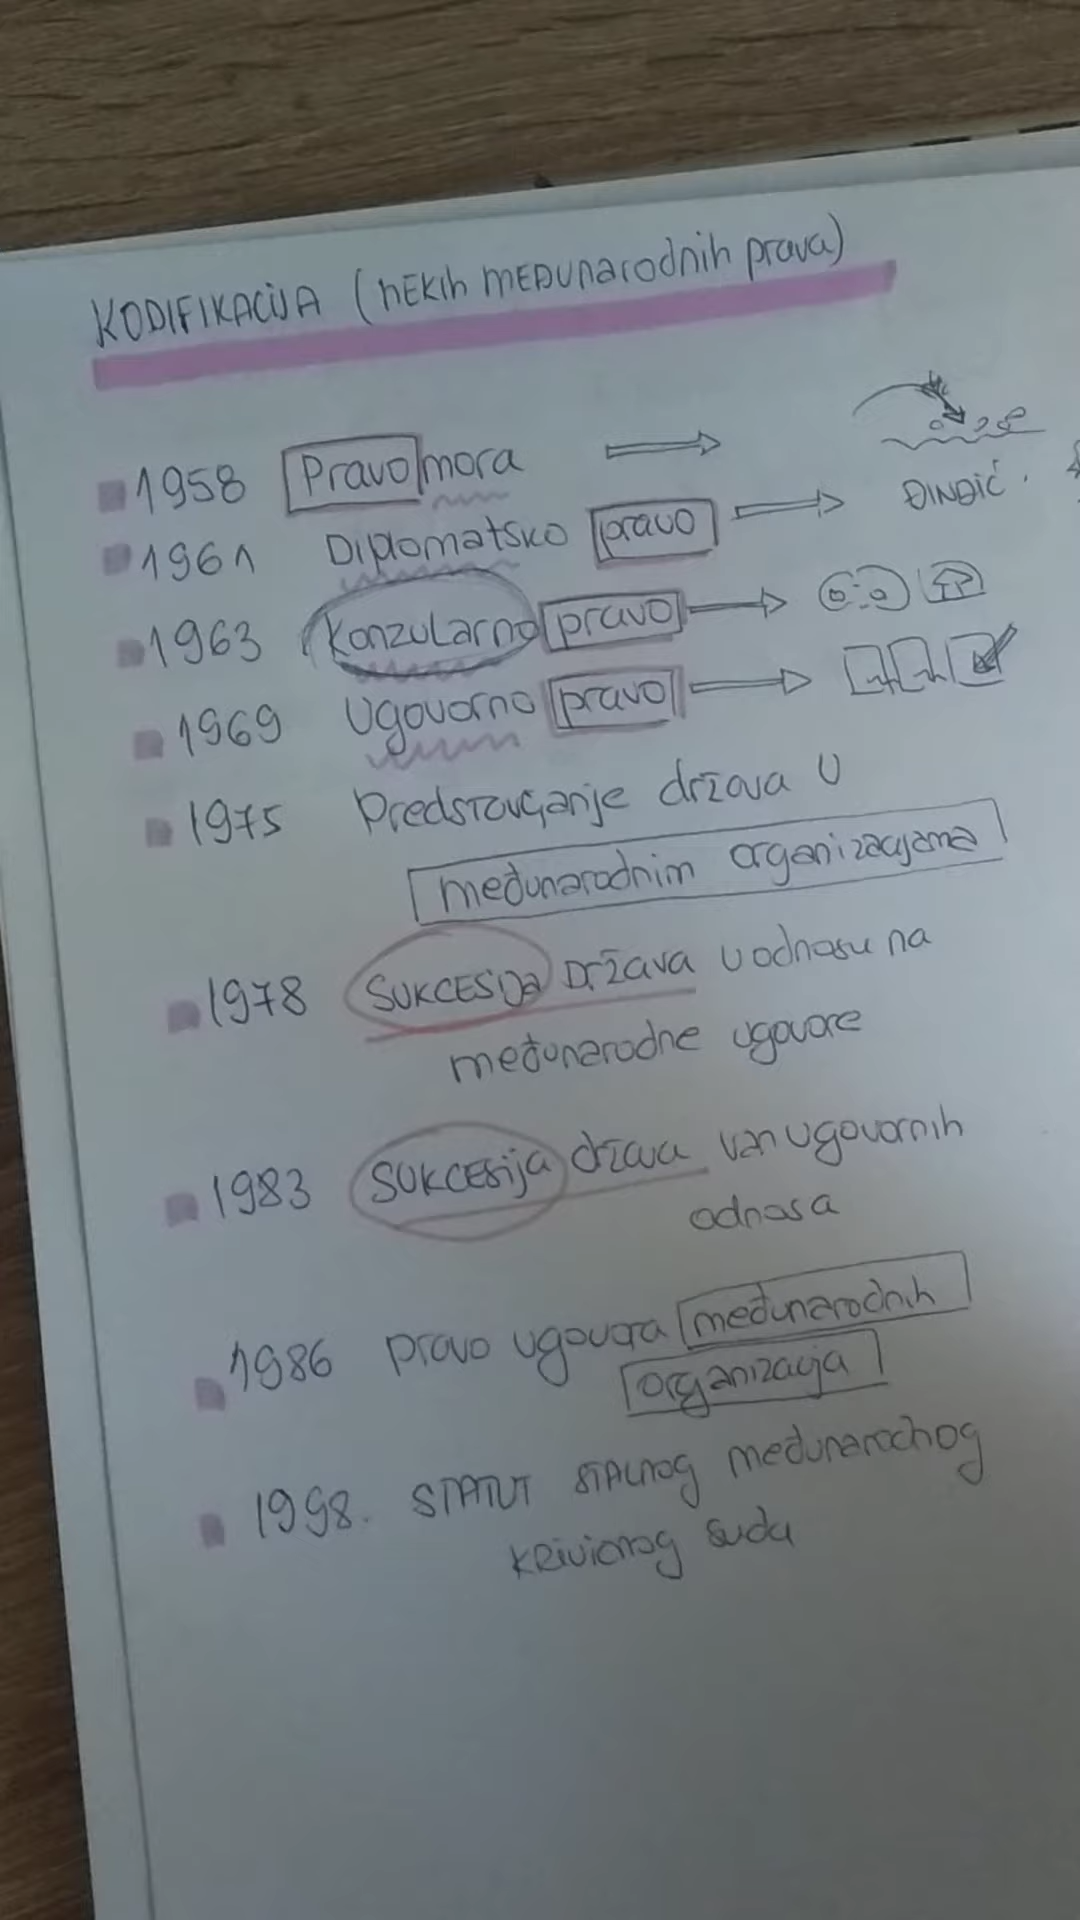 KODIFIKACIJA (nEKih MEĐUnarodnih prava)
1958 Pravo mora
1961 Diplomatsko pravo ĐINĐIĆ.
1963 Konzularno pravo
1969 Ugovorno pravo
1975 Predstavljanje država U
međunarodnim organizacijama
1978 SUKCESIJa DržAVA u odnosu na
međunarodne ugovore
1983 SUKCEsija država van ugovornih
odnosa
1986 pravo ugovora međunarodnih
organizacija
1998. STATUT STALnog međunarodnog
KRivičnog suda